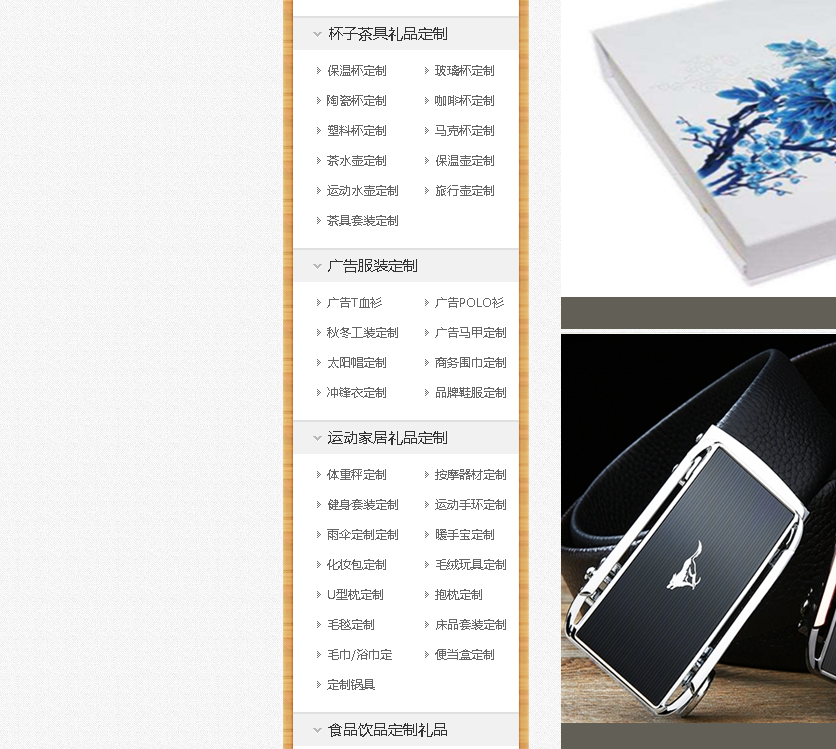 杯子茶具礼品定制
保温杯定制 玻璃杯定制
陶瓷杯定制 咖啡杯定制
塑料杯定制 马克杯定制
茶水壶定制 保温壶定制
运动水壶定制 旅行壶定制
茶具套装定制
广告服装定制
广告T血衫 广告POLO衫
秋冬工装定制 广告马甲定制
太阳帽定制 商务围巾定制
冲锋衣定制 品牌鞋服定制
运动家居礼品定制
体重秤定制 按摩器材定制
健身套装定制 运动手环定制
雨伞定制定制 暖手宝定制
化妆包定制 毛绒玩具定制
U型枕定制 抱枕定制
毛毯定制 床品套装定制
毛巾/浴巾定 便当盒定制
定制锅具
食品饮品定制礼品